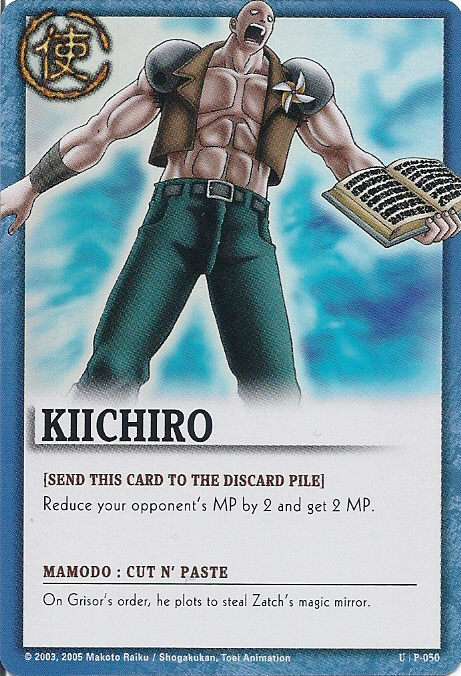 使
KIICHIRO
[SEND THIS CARD TO THE DISCARD PILE]
Reduce your opponent's MP by 2 and get 2 MP.
MAMODO : CUT N' PASTE
On Grisor's order, he plots to steal Zatch's magic mirror.
© 2003, 2005 Makoto Raiku / Shogakukan, Toei Animation
U | P-050